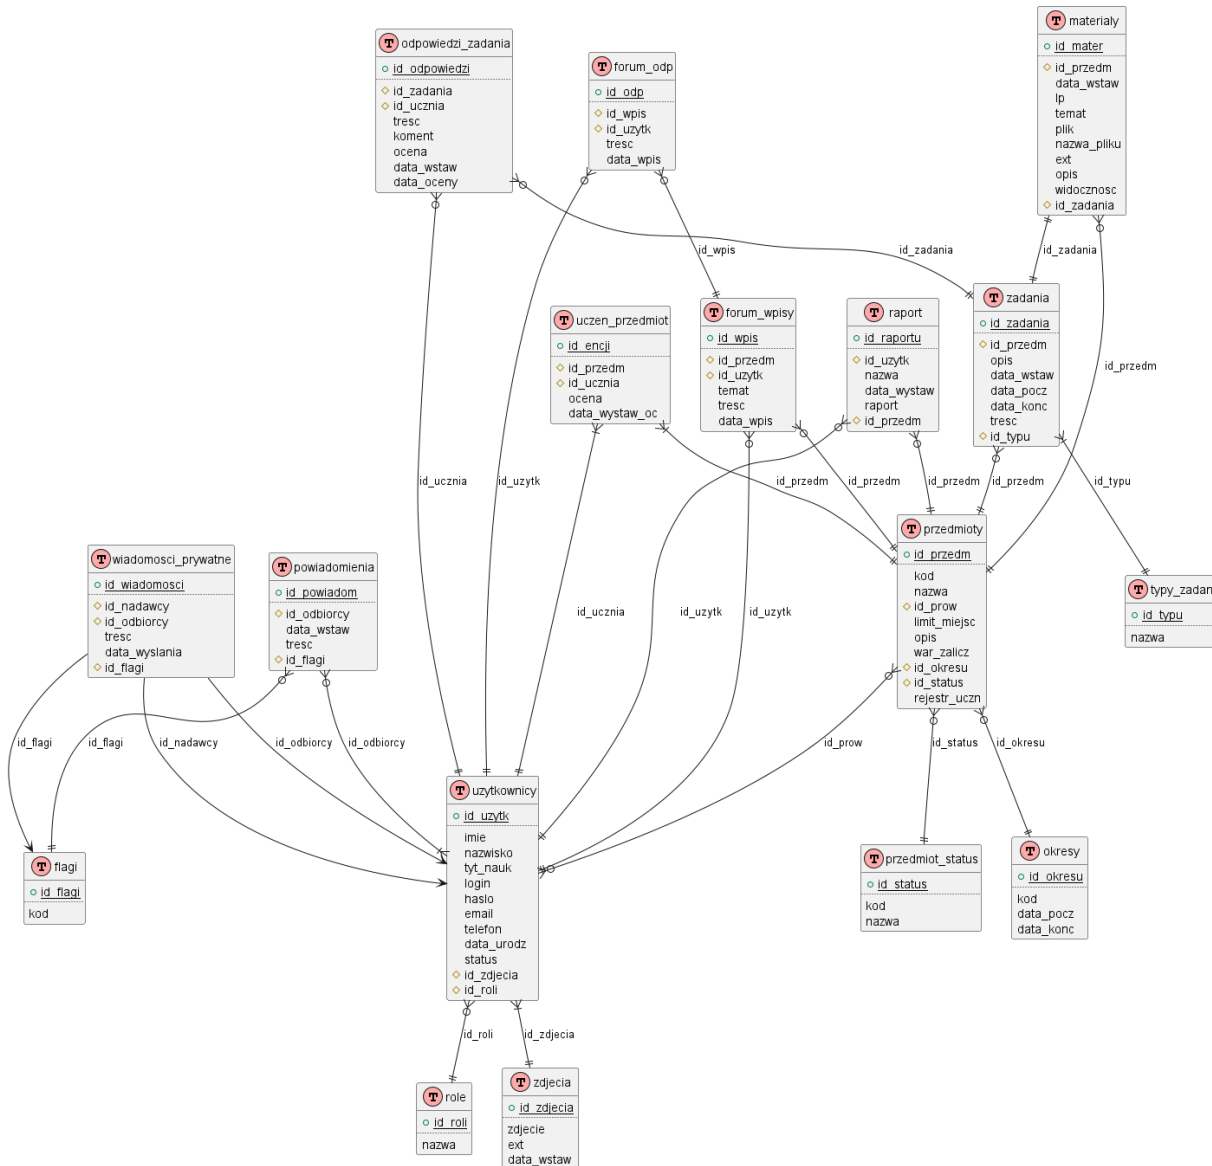 T odpowiedzi_zadania
id_odpowiedzi
id_zadania
id_ucznia
tresc
koment
ocena
data_wstaw
data_oceny
T forum_odp
id_odp
id_wpis
id_uzytk
tresc
data_wpis
T materialy
id_mater
id_przedm
data_wstaw
lp
temat
plik
nazwa_pliku
ext
opis
widocznosc
id_zadania
id_wpis
id_zadania
id_zadania
T uczen_przedmiot
id_encji
id_przedm
id_ucznia
ocena
data_wystaw_oc
T forum_wpisy
id_wpis
id_przedm
id_uzytk
temat
tresc
data_wpis
T raport
id_raportu
id_uzytk
nazwa
data_wystaw
raport
id_przedm
T zadania
id_zadania
id_przedm
opis
data_wstaw
data_pocz
data_konc
tresc
id_typu
id_przedm
id_ucznia
id_uzytk
id_przedm
id_przedm
id_przedm
id_przedm
id_typu
T wiadomosci_prywatne
id_wiadomosci
id_nadawcy
id_odbiorcy
tresc
data_wyslania
id_flagi
T powiadomienia
id_powiadom
id_odbiorcy
data_wstaw
tresc
id_flagi
id_ucznia
id_uzytk
id_uzytk
T przedmioty
id_przedm
kod
nazwa
id_prow
limit_miejsc
opis
war_zalicz
id_okresu
id_status
rejestr_uczn
T typy_zadan
id_typu
nazwa
id_flagi
id_flagi
id_nadawcy
id_odbiorcy
id_odbiorcy
id_prow
id_status
id_okresu
T flagi
id_flagi
kod
T uzytkownicy
id_uzytk
imie
nazwisko
tyt_nauk
login
haslo
email
telefon
data_urodz
status
id_zdjecia
id_roli
T przedmiot_status
id_status
kod
nazwa
T okresy
id_okresu
kod
data_pocz
data_konc
id_roli
id_zdjecia
T role
id_roli
nazwa
T zdjecia
id_zdjecia
zdjecie
ext
data_wstaw